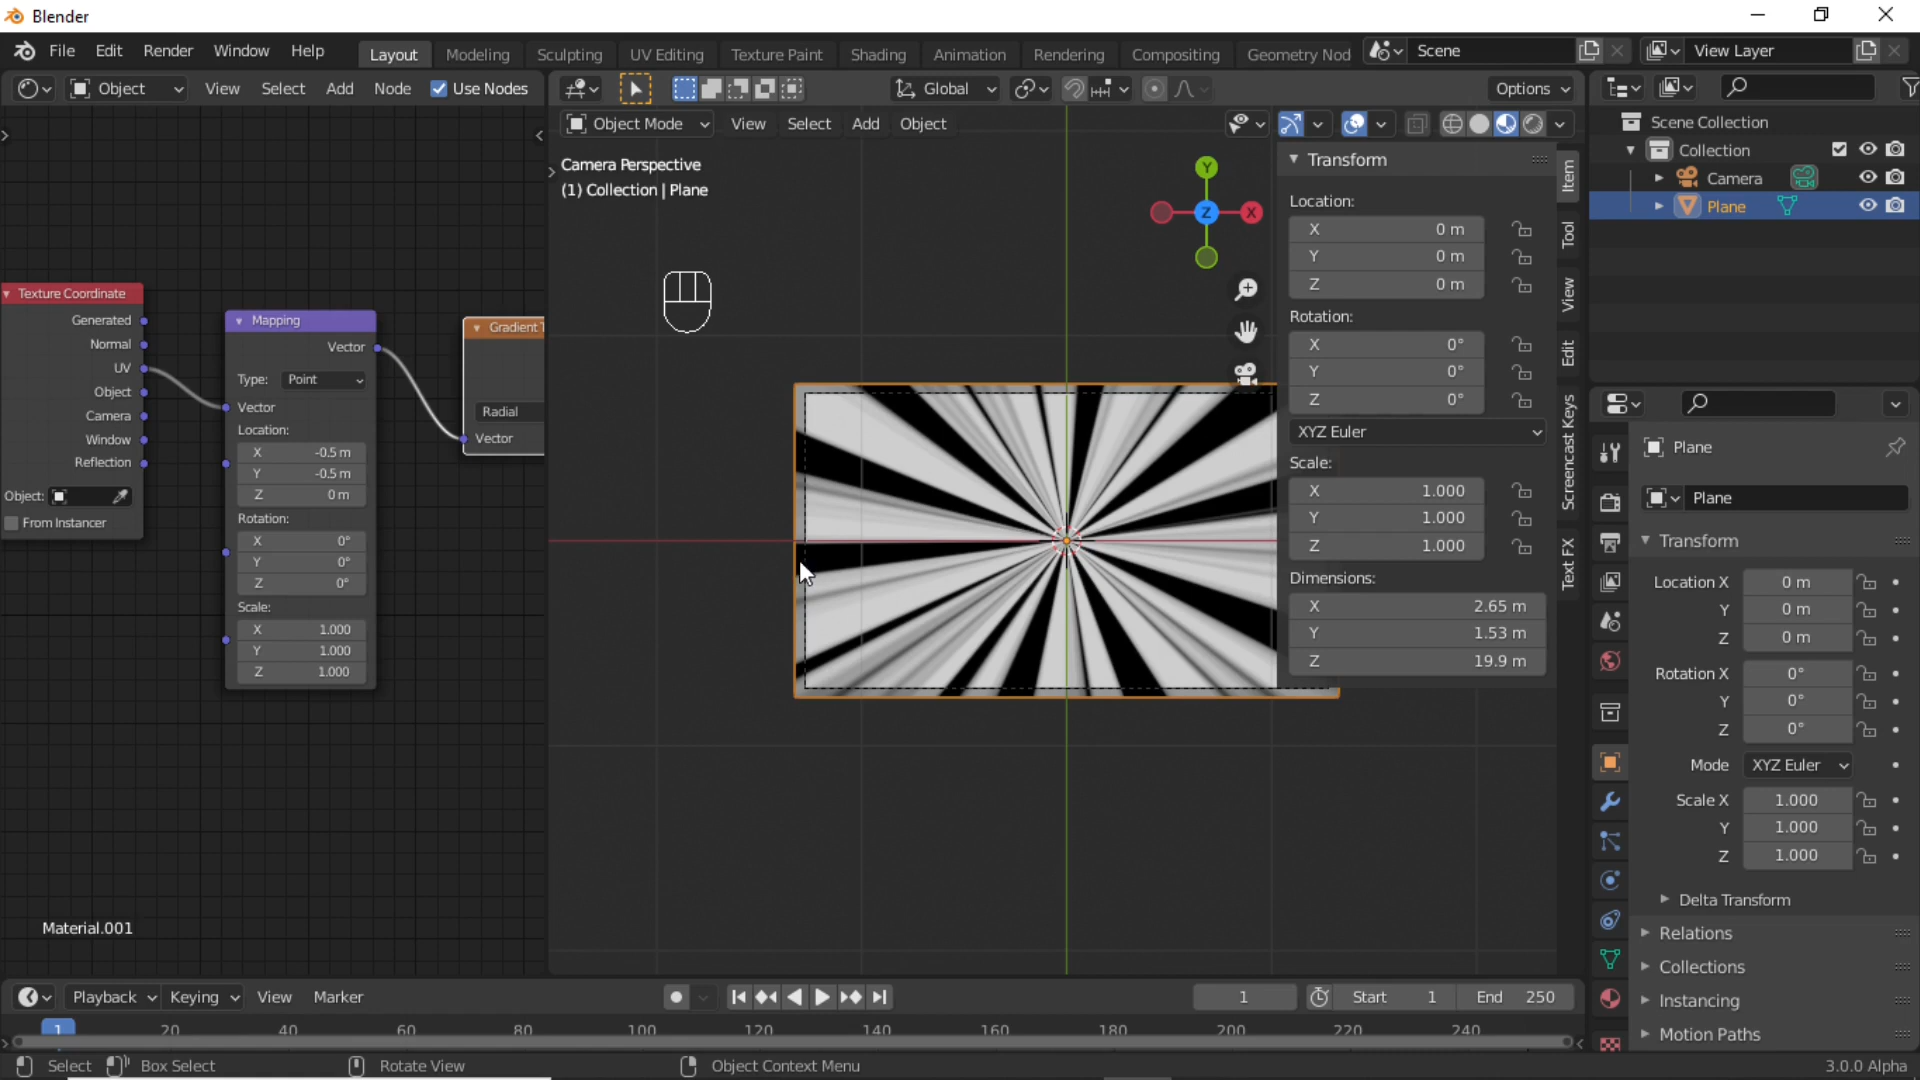 Blender
File Edit Render Window Help Layout Modeling Sculpting UV Editing Texture Paint Shading Animation Rendering Compositing Geometry Nod Scene View Layer
Object View Select Add Node Use Nodes Global Options
Object Mode View Select Add Object
Camera Perspective
(1) Collection | Plane
Texture Coordinate
Generated
Normal
UV
Object
Camera
Window
Reflection
Object:
From Instancer
Mapping
Vector
Type: Point
Vector
Location:
X -0.5 m
Y -0.5 m
Z 0 m
Rotation:
X 0°
Y 0°
Z 0°
Scale:
X 1.000
Y 1.000
Z 1.000
Gradient T
Radial
Vector
Material.001
Y
Z X
Transform
Location:
X 0 m
Y 0 m
Z 0 m
Rotation:
X 0°
Y 0°
Z 0°
XYZ Euler
Scale:
X 1.000
Y 1.000
Z 1.000
Dimensions:
X 2.65 m
Y 1.53 m
Z 19.9 m
Item
Tool
View
Edit
Screencast Keys
Text FX
Scene Collection
Collection
Camera
Plane
Plane
Plane
Transform
Location X 0 m
Y 0 m
Z 0 m
Rotation X 0°
Y 0°
Z 0°
Mode XYZ Euler
Scale X 1.000
Y 1.000
Z 1.000
Delta Transform
Relations
Collections
Instancing
Motion Paths
Playback Keying View Marker 1 Start 1 End 250
1 20 40 60 80 100 120 140 160 180 200 220 240
Select Box Select Rotate View Object Context Menu 3.0.0 Alpha